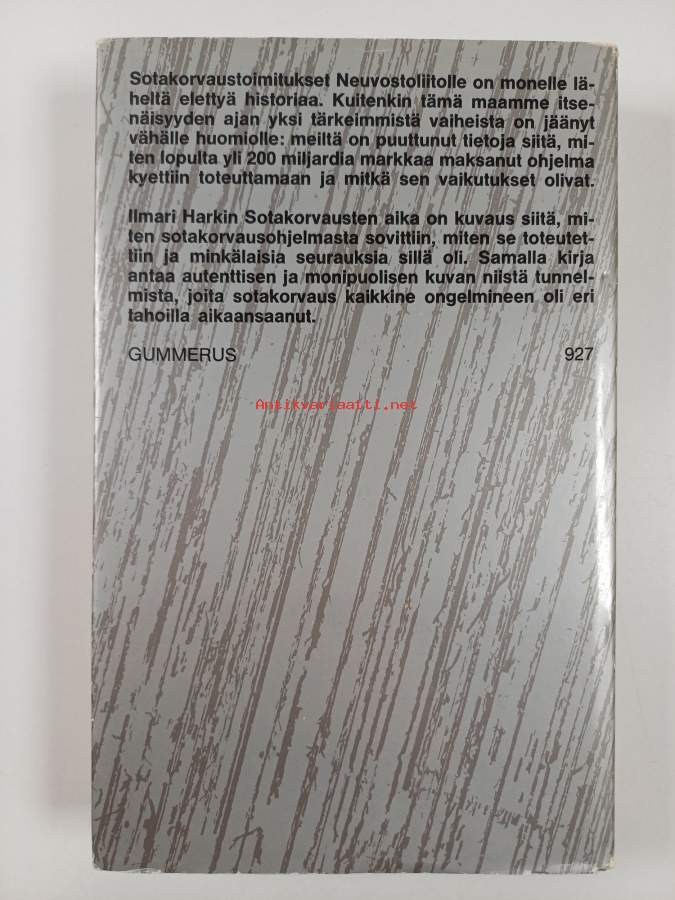 Sotakorvaustoimitukset Neuvostoliitolle on monelle lä-
heltä elettyä historiaa. Kuitenkin tämä maamme itse-
näisyyden ajan yksi tärkeimmistä vaiheista on jäänyt
vähälle huomiolle: meiltä on puuttunut tietoja siitä, mi-
ten lopulta yli 200 miljardia markkaa maksanut ohjelma
kyettiin toteuttamaan ja mitkä sen vaikutukset olivat.
Ilmari Harkin Sotakorvausten aika on kuvaus siitä, mi-
ten sotakorvausohjelmasta sovittiin, miten se toteutet-
tiin ja minkälaisia seurauksia sillä oli. Samalla kirja
antaa autenttisen ja monipuolisen kuvan niistä tunnel-
mista, joita sotakorvaus kaikkine ongelmineen oli eri
tahoilla aikaansaanut.
GUMMERUS 927
Antikvariaatti.net